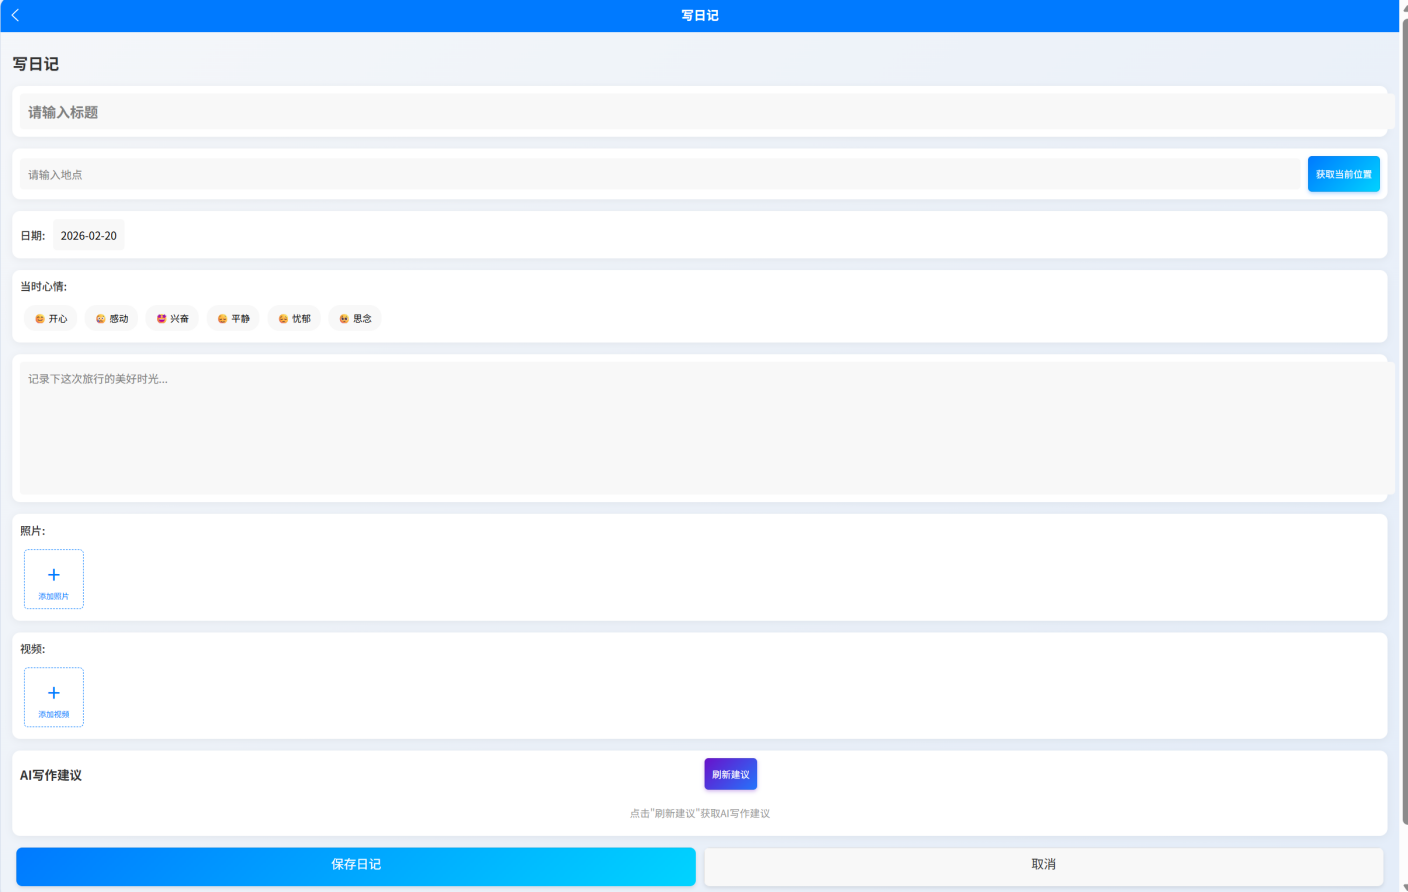 写日记
写日记
请输入标题
请输入地点
获取当前位置
日期: 2026-02-20
当时心情:
😊 开心 🥰 感动 🤩 兴奋 😌 平静 😔 忧郁 🥺 思念
记录下这次旅行的美好时光...
照片:
+
添加照片
视频:
+
添加视频
AI写作建议
刷新建议
点击"刷新建议"获取AI写作建议
保存日记
取消